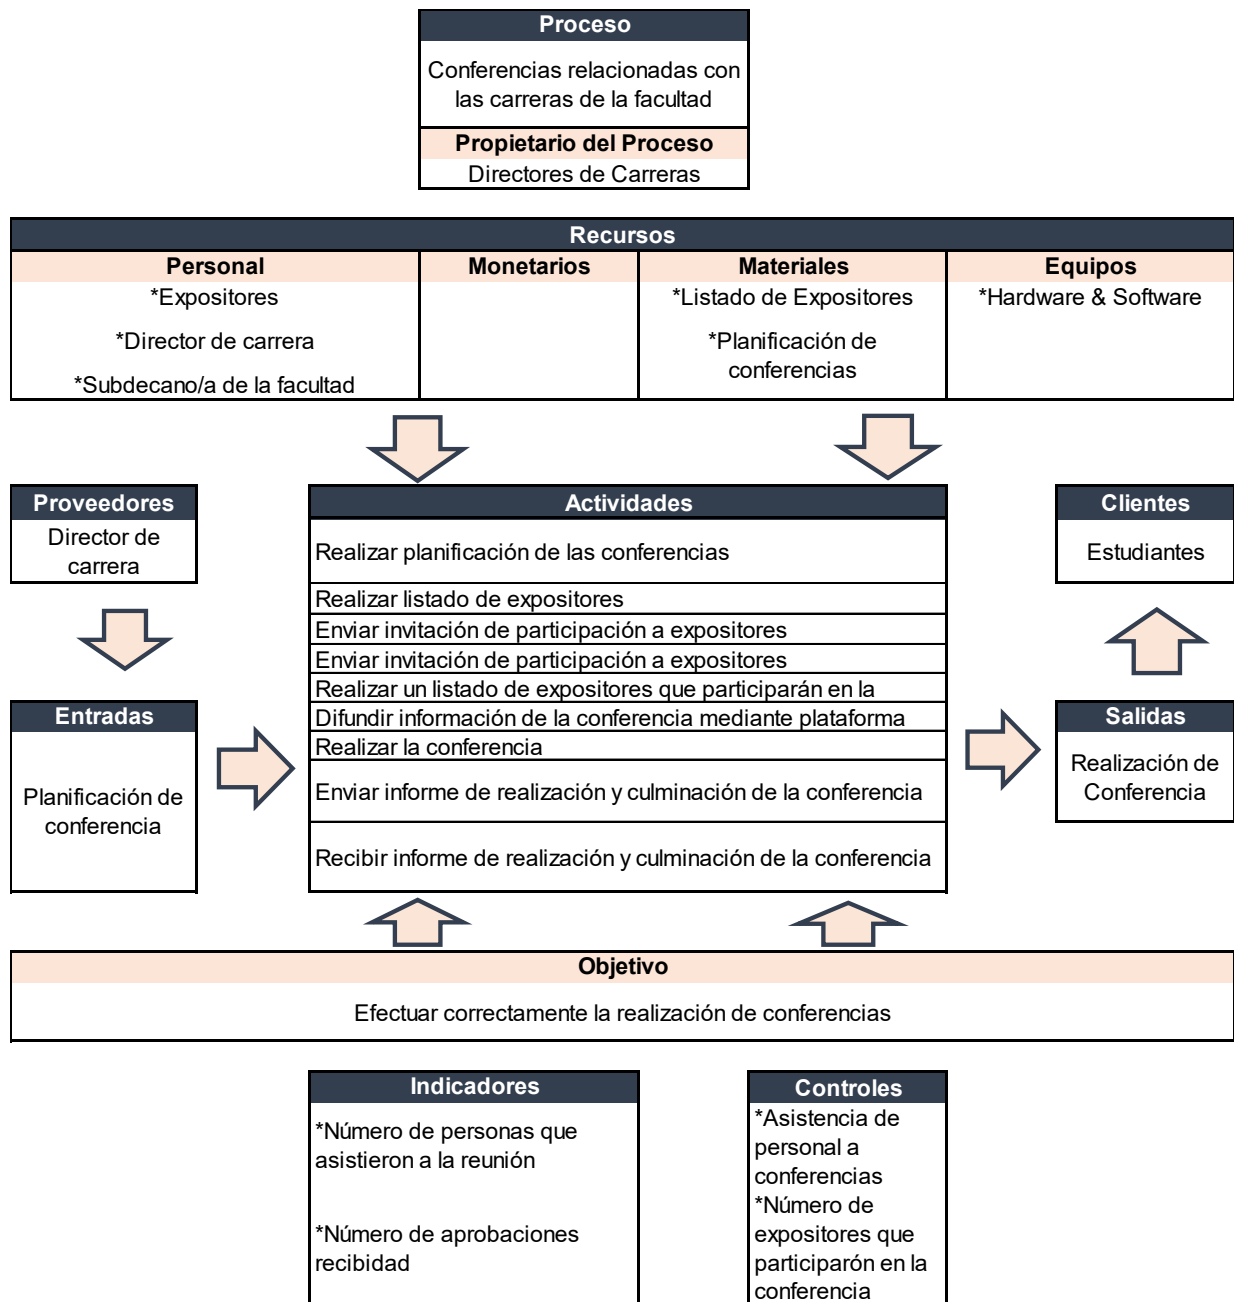 Proceso
Conferencias relacionadas con
las carreras de la facultad
Propietario del Proceso
Directores de Carreras
Recursos
Personal
*Expositores
*Director de carrera
*Subdecano/a de la facultad
Monetarios
Materiales
*Listado de Expositores
*Planificación de
conferencias
Equipos
*Hardware & Software
Proveedores
Director de
carrera
Entradas
Planificación de
conferencia
Actividades
Realizar planificación de las conferencias
Realizar listado de expositores
Enviar invitación de participación a expositores
Enviar invitación de participación a expositores
Realizar un listado de expositores que participarán en la
Difundir información de la conferencia mediante plataforma
Realizar la conferencia
Enviar informe de realización y culminación de la conferencia
Recibir informe de realización y culminación de la conferencia
Clientes
Estudiantes
Salidas
Realización de
Conferencia
Objetivo
Efectuar correctamente la realización de conferencias
Indicadores
*Número de personas que
asistieron a la reunión
*Número de aprobaciones
recibidad
Controles
*Asistencia de
personal a
conferencias
*Número de
expositores que
participarón en la
conferencia